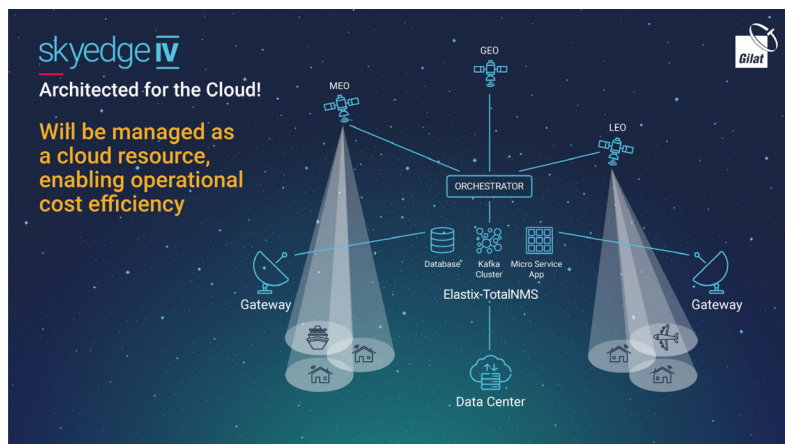 skyedge IV
Architected for the Cloud!
Will be managed as
a cloud resource,
enabling operational
cost efficiency
GEO
Gilat
MEO
LEO
ORCHESTRATOR
Database
Kafka
Cluster
Micro Service
App
Elastix-TotalNMS
Gateway
Gateway
Data Center